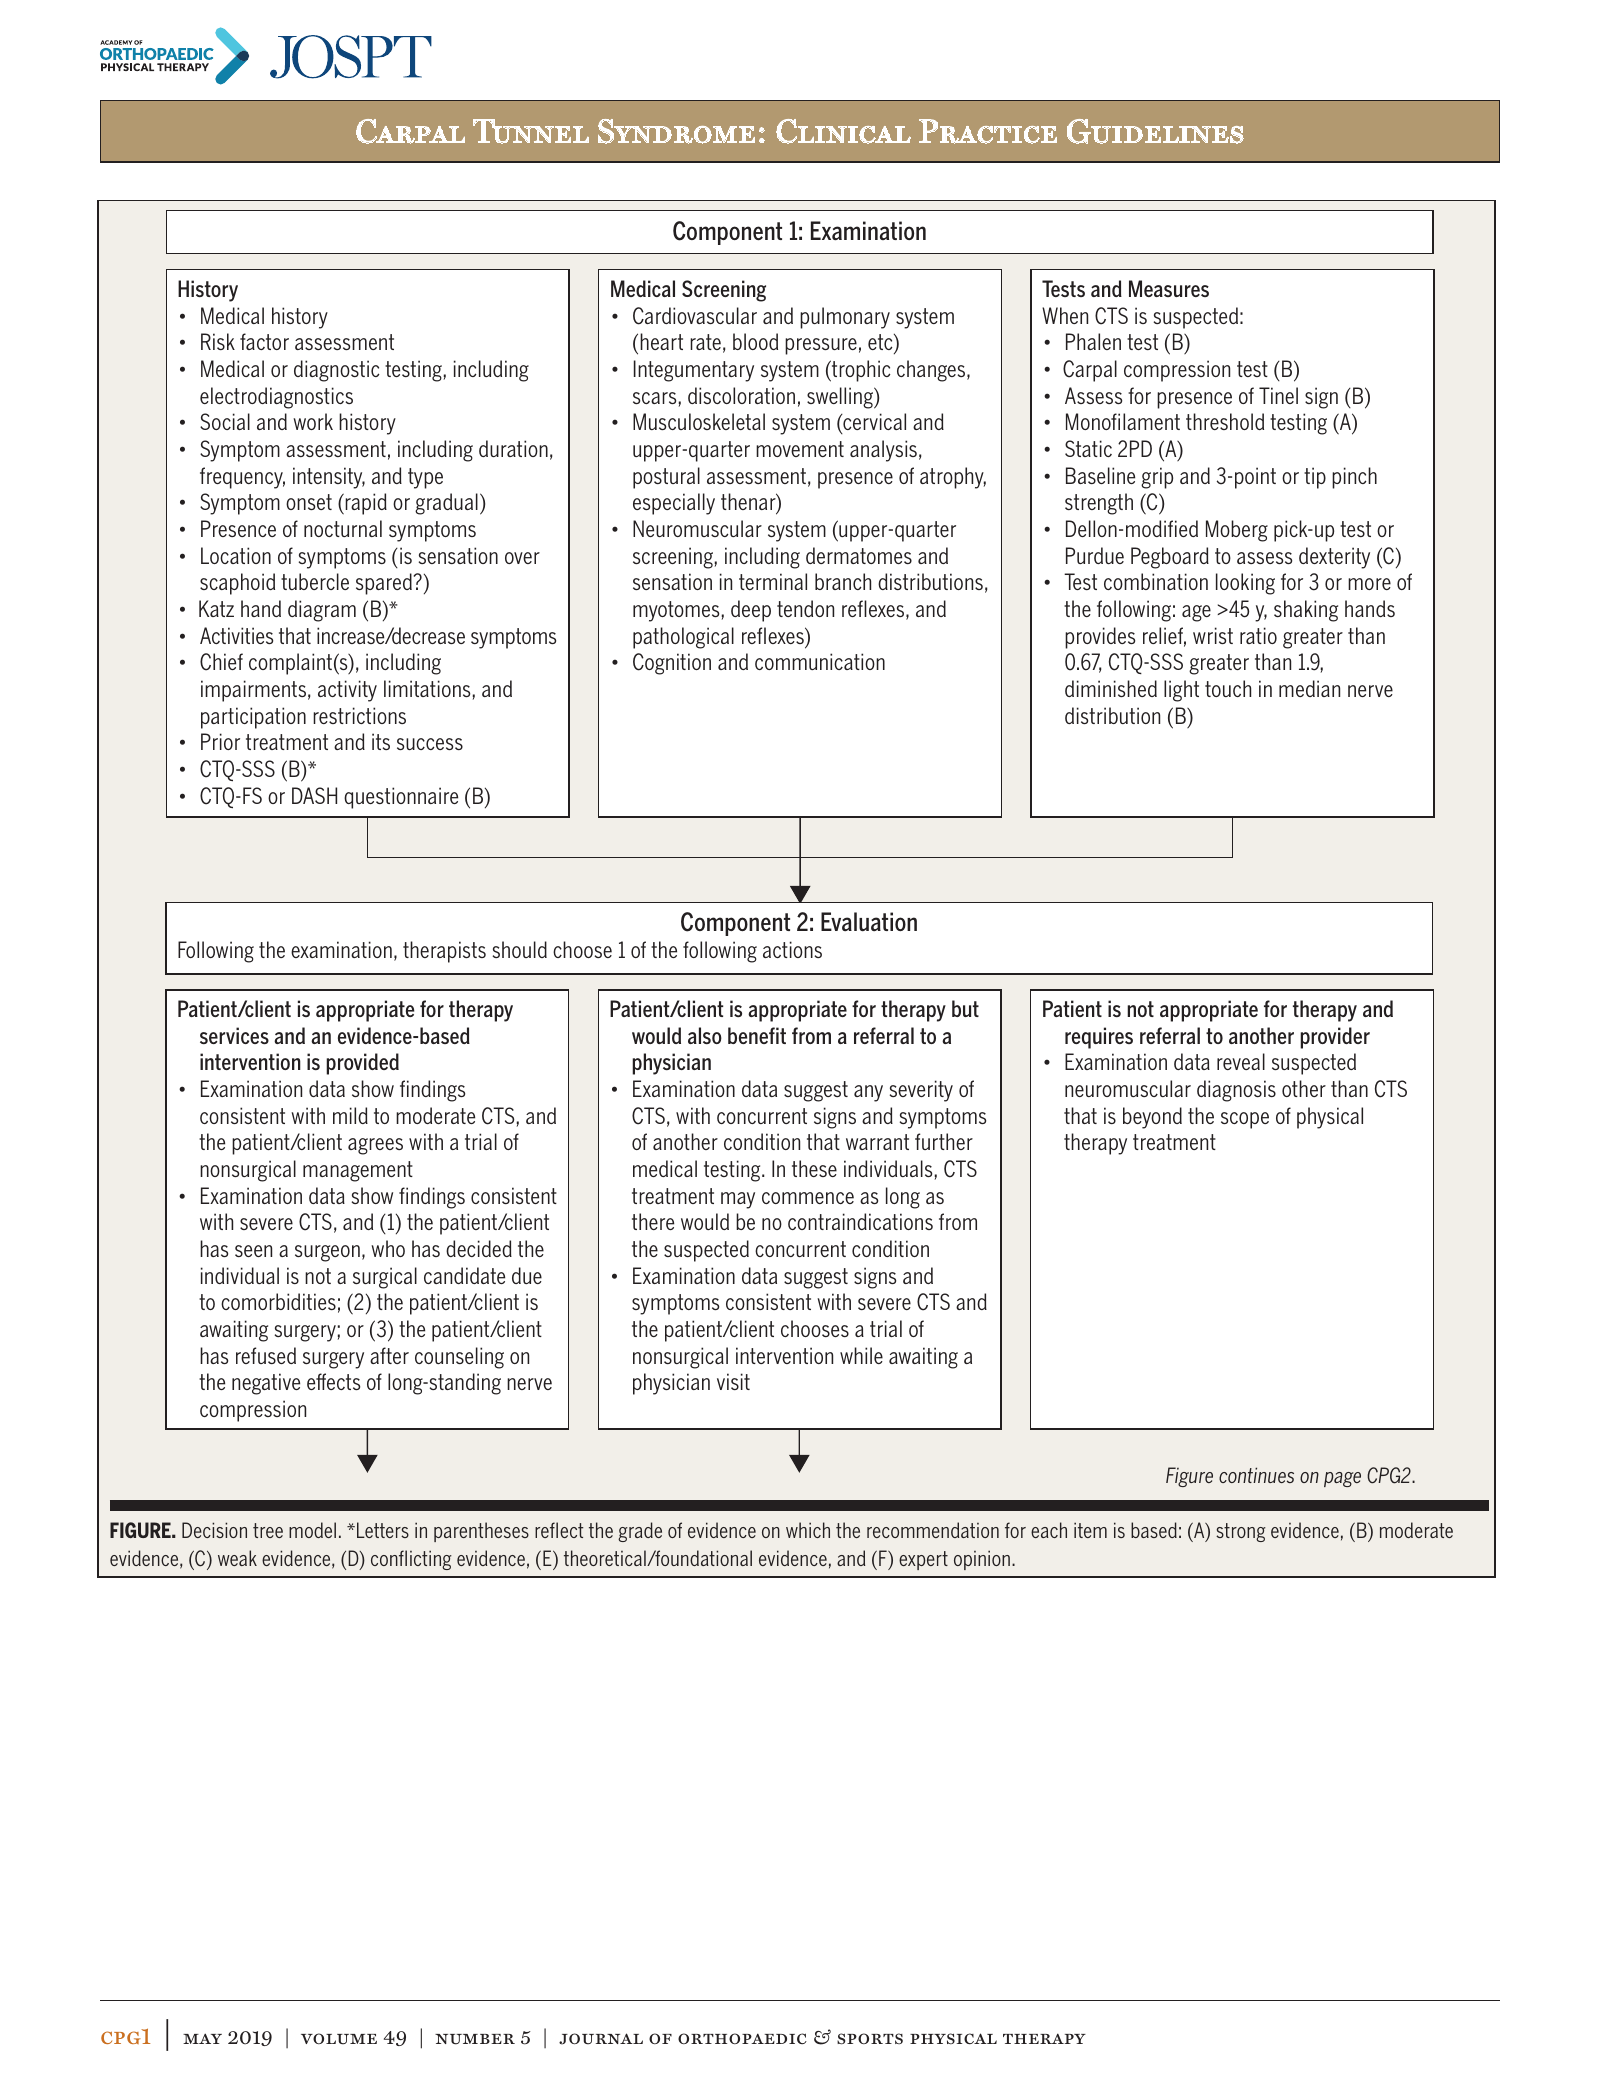 ACADEMY OF
ORTHOPAEDIC
PHYSICAL THERAPY
JOSPT
Carpal Tunnel Syndrome: Clinical Practice Guidelines
Component 1: Examination
History
• Medical history
• Risk factor assessment
• Medical or diagnostic testing, including
electrodiagnostics
• Social and work history
• Symptom assessment, including duration,
frequency, intensity, and type
• Symptom onset (rapid or gradual)
• Presence of nocturnal symptoms
• Location of symptoms (is sensation over
scaphoid tubercle spared?)
• Katz hand diagram (B)*
• Activities that increase/decrease symptoms
• Chief complaint(s), including
impairments, activity limitations, and
participation restrictions
• Prior treatment and its success
• CTQ-SSS (B)*
• CTQ-FS or DASH questionnaire (B)
Medical Screening
• Cardiovascular and pulmonary system
(heart rate, blood pressure, etc)
• Integumentary system (trophic changes,
scars, discoloration, swelling)
• Musculoskeletal system (cervical and
upper-quarter movement analysis,
postural assessment, presence of atrophy,
especially thenar)
• Neuromuscular system (upper-quarter
screening, including dermatomes and
sensation in terminal branch distributions,
myotomes, deep tendon reflexes, and
pathological reflexes)
• Cognition and communication
Tests and Measures
When CTS is suspected:
• Phalen test (B)
• Carpal compression test (B)
• Assess for presence of Tinel sign (B)
• Monofilament threshold testing (A)
• Static 2PD (A)
• Baseline grip and 3-point or tip pinch
strength (C)
• Dellon-modified Moberg pick-up test or
Purdue Pegboard to assess dexterity (C)
• Test combination looking for 3 or more of
the following: age >45 y, shaking hands
provides relief, wrist ratio greater than
0.67, CTQ-SSS greater than 1.9,
diminished light touch in median nerve
distribution (B)
Component 2: Evaluation
Following the examination, therapists should choose 1 of the following actions
Patient/client is appropriate for therapy
services and an evidence-based
intervention is provided
• Examination data show findings
consistent with mild to moderate CTS, and
the patient/client agrees with a trial of
nonsurgical management
• Examination data show findings consistent
with severe CTS, and (1) the patient/client
has seen a surgeon, who has decided the
individual is not a surgical candidate due
to comorbidities; (2) the patient/client is
awaiting surgery; or (3) the patient/client
has refused surgery after counseling on
the negative effects of long-standing nerve
compression
Patient/client is appropriate for therapy but
would also benefit from a referral to a
physician
• Examination data suggest any severity of
CTS, with concurrent signs and symptoms
of another condition that warrant further
medical testing. In these individuals, CTS
treatment may commence as long as
there would be no contraindications from
the suspected concurrent condition
• Examination data suggest signs and
symptoms consistent with severe CTS and
the patient/client chooses a trial of
nonsurgical intervention while awaiting a
physician visit
Patient is not appropriate for therapy and
requires referral to another provider
• Examination data reveal suspected
neuromuscular diagnosis other than CTS
that is beyond the scope of physical
therapy treatment
Figure continues on page CPG2.
FIGURE. Decision tree model. *Letters in parentheses reflect the grade of evidence on which the recommendation for each item is based: (A) strong evidence, (B) moderate
evidence, (C) weak evidence, (D) conflicting evidence, (E) theoretical/foundational evidence, and (F) expert opinion.
CPG1 | MAY 2019 | VOLUME 49 | NUMBER 5 | JOURNAL OF ORTHOPAEDIC & SPORTS PHYSICAL THERAPY